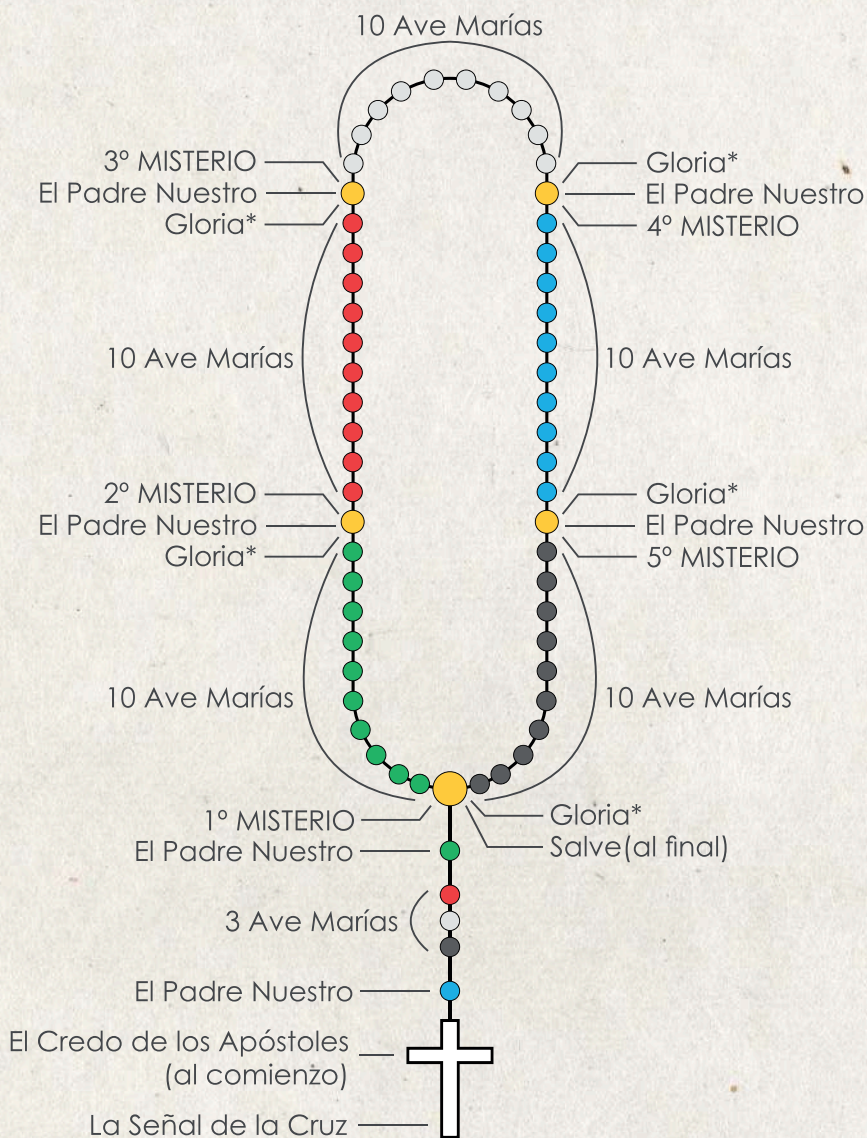 10 Ave Marías
3º MISTERIO
El Padre Nuestro
Gloria*
Gloria*
El Padre Nuestro
4º MISTERIO
10 Ave Marías
10 Ave Marías
2º MISTERIO
El Padre Nuestro
Gloria*
Gloria*
El Padre Nuestro
5º MISTERIO
10 Ave Marías
10 Ave Marías
1º MISTERIO
El Padre Nuestro
Gloria*
Salve(al final)
3 Ave Marías
El Padre Nuestro
El Credo de los Apóstoles
(al comienzo)
La Señal de la Cruz